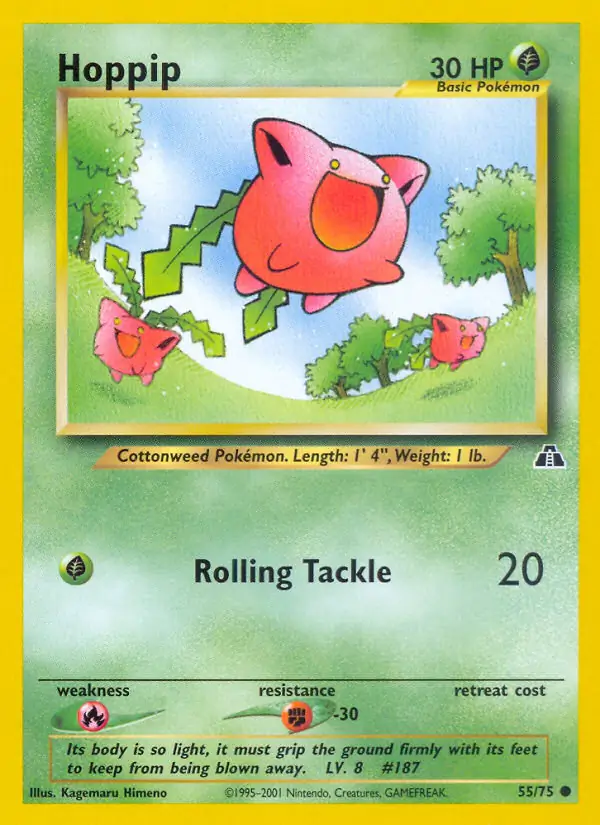 Hoppip
30 HP
Basic Pokémon
Cottonweed Pokémon. Length: 1' 4", Weight: 1 lb.
Rolling Tackle 20
weakness resistance retreat cost
-30
Its body is so light, it must grip the ground firmly with its feet
to keep from being blown away. LV. 8 #187
Illus. Kagemaru Himeno ©1995-2001 Nintendo, Creatures, GAMEFREAK. 55/75